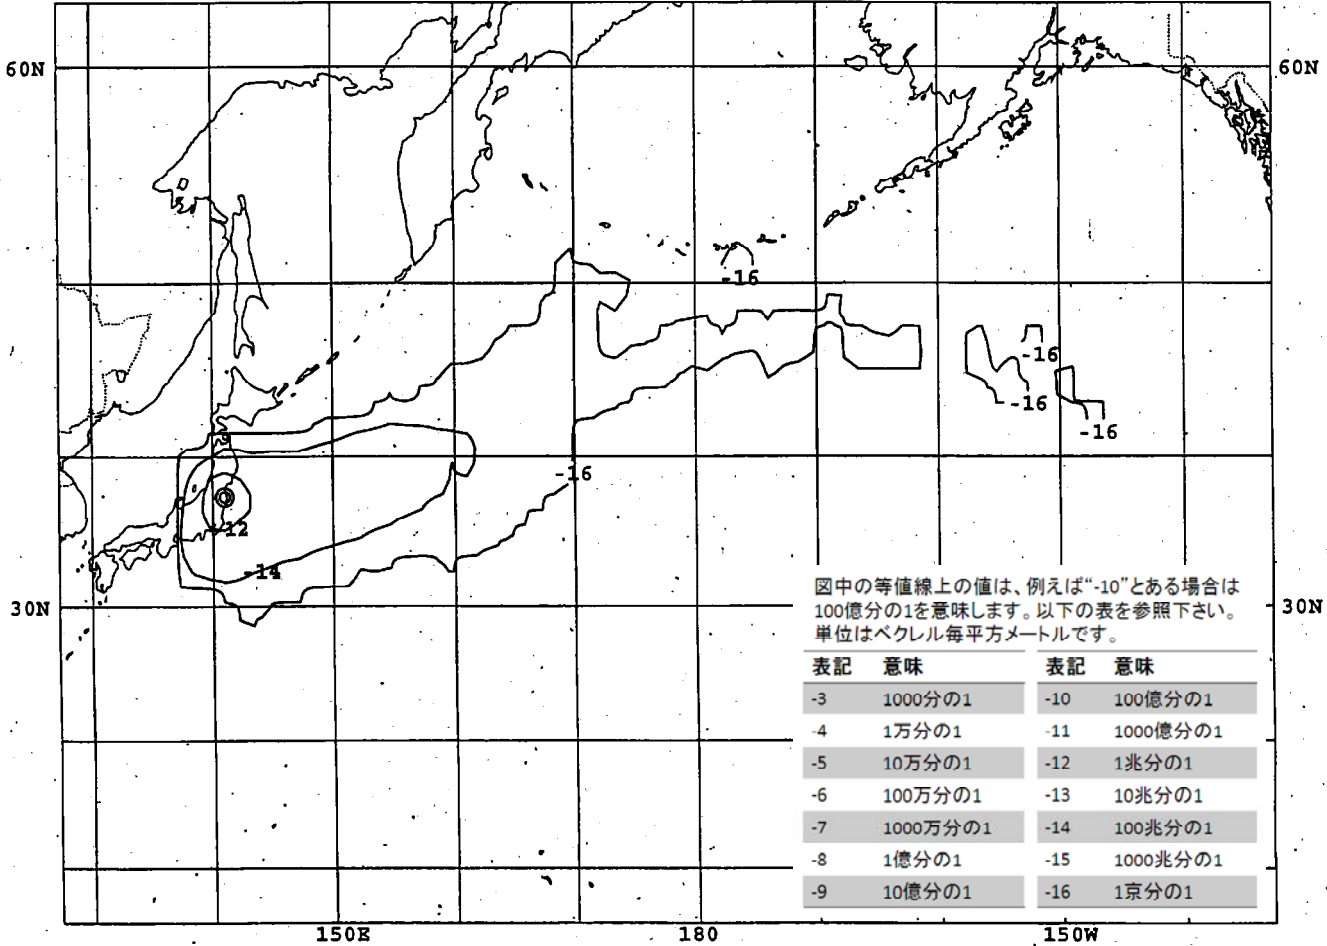 60N
60N
-16
-16
-16
-16
-16
-12
-14
図中の等値線上の値は、例えば“-10”とある場合は
100億分の1を意味します。以下の表を参照下さい。
単位はベクレル毎平方メートルです。
30N
30N
表記 意味 表記 意味
-3 1000分の1 -10 100億分の1
-4 1万分の1 -11 1000億分の1
-5 10万分の1 -12 1兆分の1
-6 100万分の1 -13 10兆分の1
-7 1000万分の1 -14 100兆分の1
-8 1億分の1 -15 1000兆分の1
-9 10億分の1 -16 1京分の1
150E 180 150W